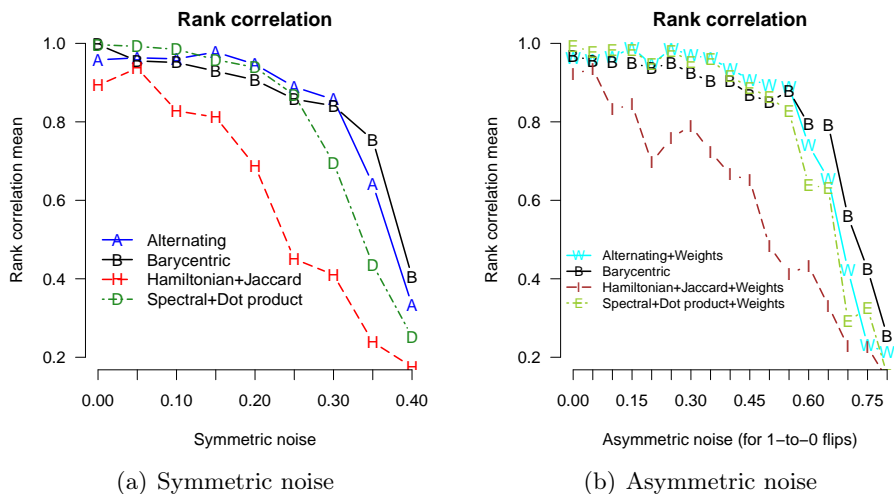 Rank correlation
Rank correlation mean
1.0
0.8
0.6
0.4
0.2
A Alternating
B Barycentric
H Hamiltonian+Jaccard
D Spectral+Dot product
0.00 0.10 0.20 0.30 0.40
Symmetric noise
(a) Symmetric noise
Rank correlation
Rank correlation mean
1.0
0.8
0.6
0.4
0.2
W Alternating+Weights
B Barycentric
I Hamiltonian+Jaccard+Weights
E Spectral+Dot product+Weights
0.00 0.15 0.30 0.45 0.60 0.75
Asymmetric noise (for 1−to−0 flips)
(b) Asymmetric noise